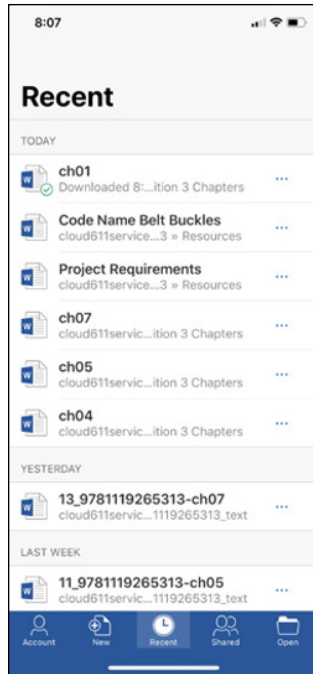 8:07
Recent
TODAY
ch01
Downloaded 8:...ition 3 Chapters
Code Name Belt Buckles
cloud611service...3 » Resources
Project Requirements
cloud611service...3 » Resources
ch07
cloud611servic...ition 3 Chapters
ch05
cloud611servic...ition 3 Chapters
ch04
cloud611servic...ition 3 Chapters
YESTERDAY
13_9781119265313-ch07
cloud611servic...1119265313_text
LAST WEEK
11_9781119265313-ch05
cloud611servic...1119265313_text
Account New Recent Shared Open